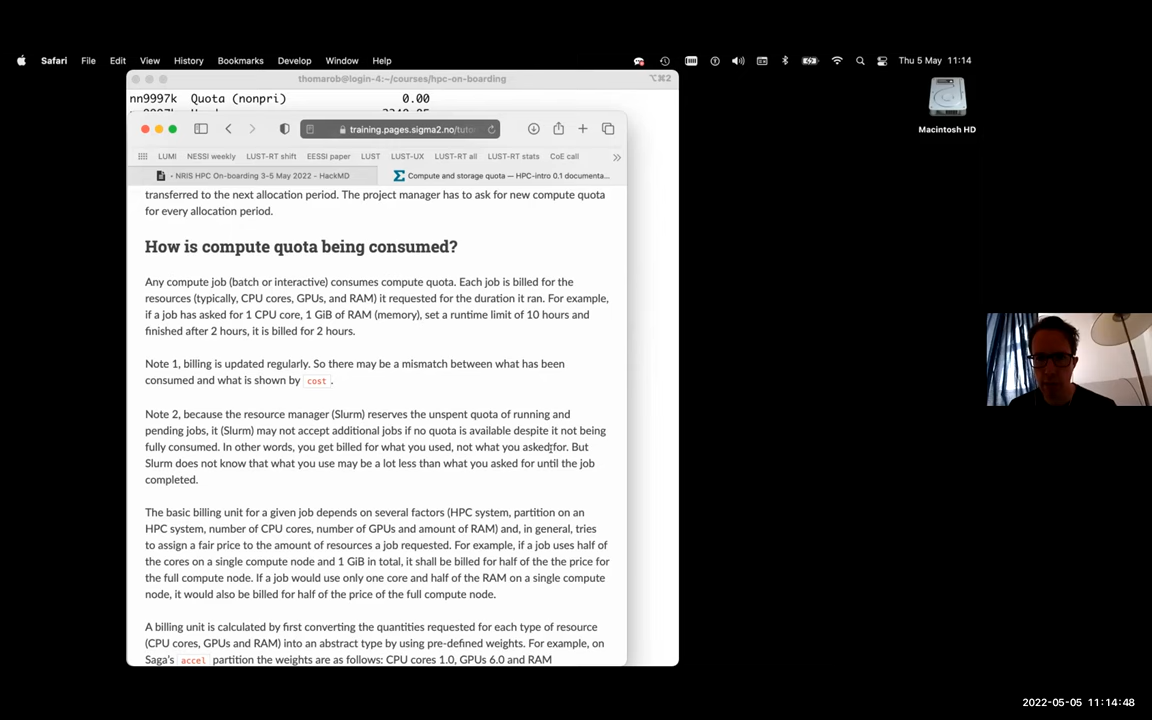 Safari File Edit View History Bookmarks Develop Window Help Thu 5 May 11:14
thomarob@login-4:~/courses/hpc-on-boarding ⌥⌘2
nn9997k Quota (nonpri) 0.00
training.pages.sigma2.no/tuto
LUMI NESSI weekly LUST-RT shift EESSI paper LUST LUST-UX LUST-RT all LUST-RT stats CoE call
- NRIS HPC On-boarding 3-5 May 2022 - HackMD Compute and storage quota — HPC-intro 0.1 documenta...
transferred to the next allocation period. The project manager has to ask for new compute quota
for every allocation period.
How is compute quota being consumed?
Any compute job (batch or interactive) consumes compute quota. Each job is billed for the
resources (typically, CPU cores, GPUs, and RAM) it requested for the duration it ran. For example,
if a job has asked for 1 CPU core, 1 GiB of RAM (memory), set a runtime limit of 10 hours and
finished after 2 hours, it is billed for 2 hours.
Note 1, billing is updated regularly. So there may be a mismatch between what has been
consumed and what is shown by cost .
Note 2, because the resource manager (Slurm) reserves the unspent quota of running and
pending jobs, it (Slurm) may not accept additional jobs if no quota is available despite it not being
fully consumed. In other words, you get billed for what you used, not what you asked for. But
Slurm does not know that what you use may be a lot less than what you asked for until the job
completed.
The basic billing unit for a given job depends on several factors (HPC system, partition on an
HPC system, number of CPU cores, number of GPUs and amount of RAM) and, in general, tries
to assign a fair price to the amount of resources a job requested. For example, if a job uses half of
the cores on a single compute node and 1 GiB in total, it shall be billed for half of the the price for
the full compute node. If a job would use only one core and half of the RAM on a single compute
node, it would also be billed for half of the price of the full compute node.
A billing unit is calculated by first converting the quantities requested for each type of resource
(CPU cores, GPUs and RAM) into an abstract type by using pre-defined weights. For example, on
Saga's accel partition the weights are as follows: CPU cores 1.0, GPUs 6.0 and RAM
Macintosh HD
2022-05-05 11:14:48